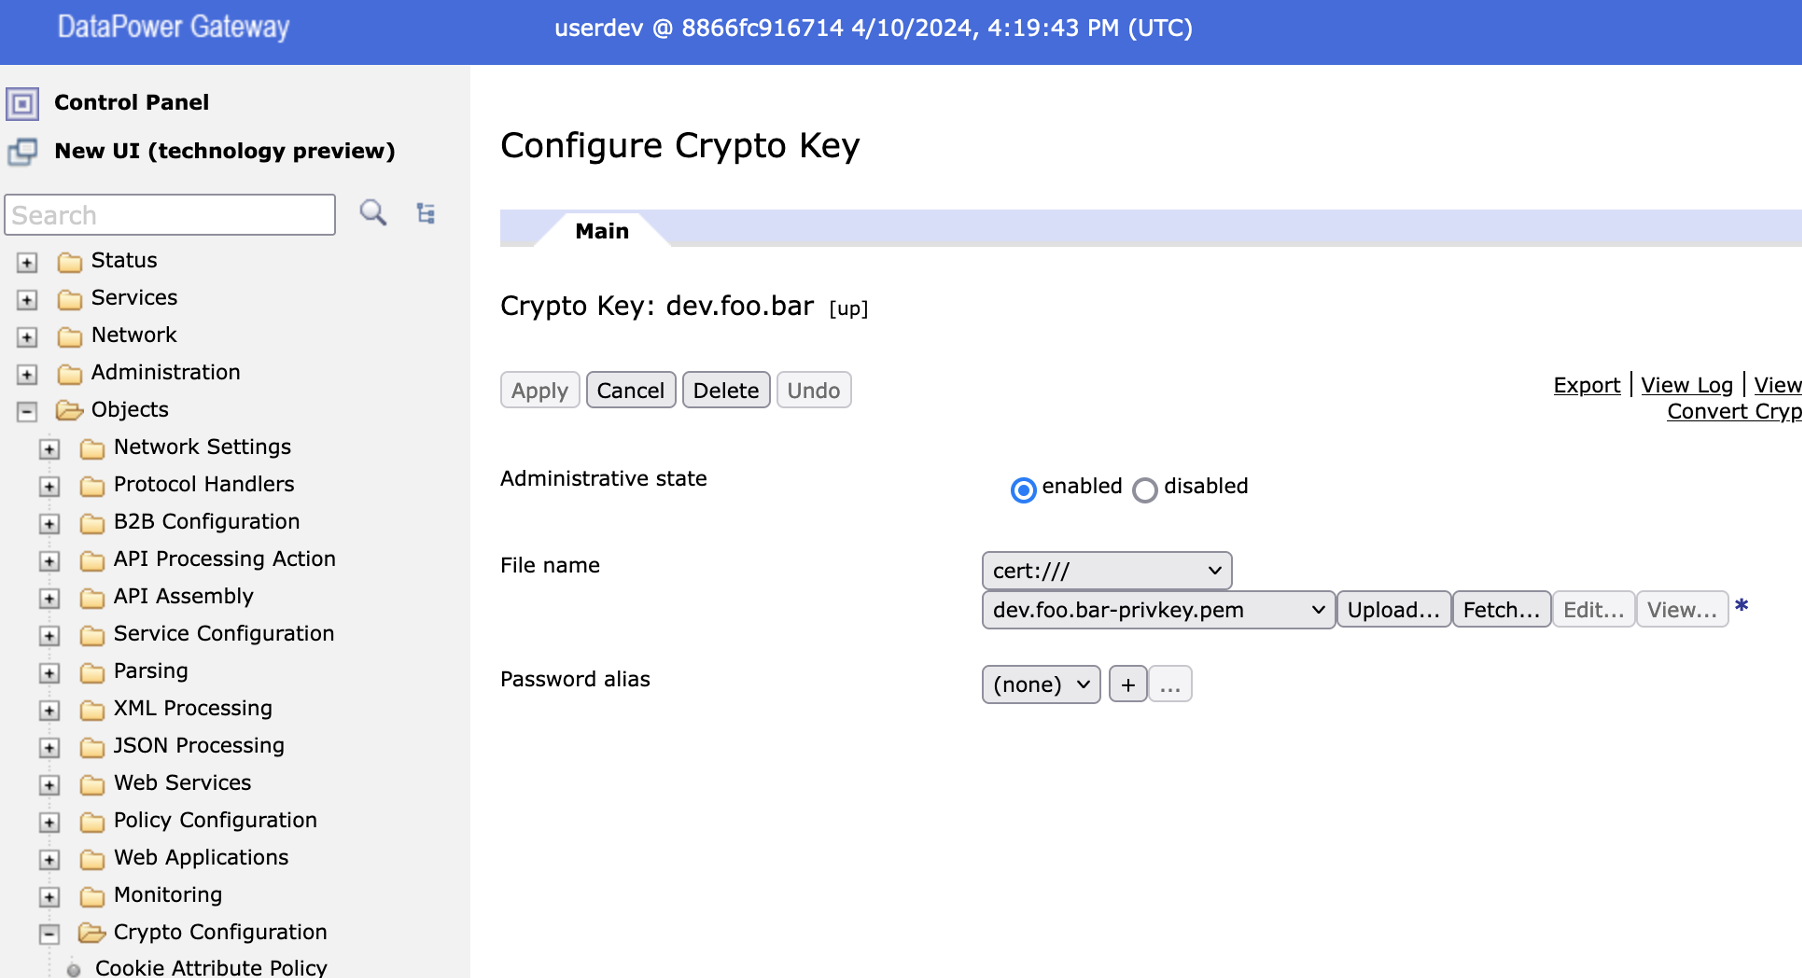 DataPower Gateway
userdev @ 8866fc916714 4/10/2024, 4:19:43 PM (UTC)
Control Panel
New UI (technology preview)
Search
Status
Services
Network
Administration
Objects
Network Settings
Protocol Handlers
B2B Configuration
API Processing Action
API Assembly
Service Configuration
Parsing
XML Processing
JSON Processing
Web Services
Policy Configuration
Web Applications
Monitoring
Crypto Configuration
Cookie Attribute Policy
Configure Crypto Key
Main
Crypto Key: dev.foo.bar [up]
Apply Cancel Delete Undo
Export | View Log | View
Convert Cryp
Administrative state
enabled disabled
File name
cert:///
dev.foo.bar-privkey.pem Upload... Fetch... Edit... View... *
Password alias
(none) + ...